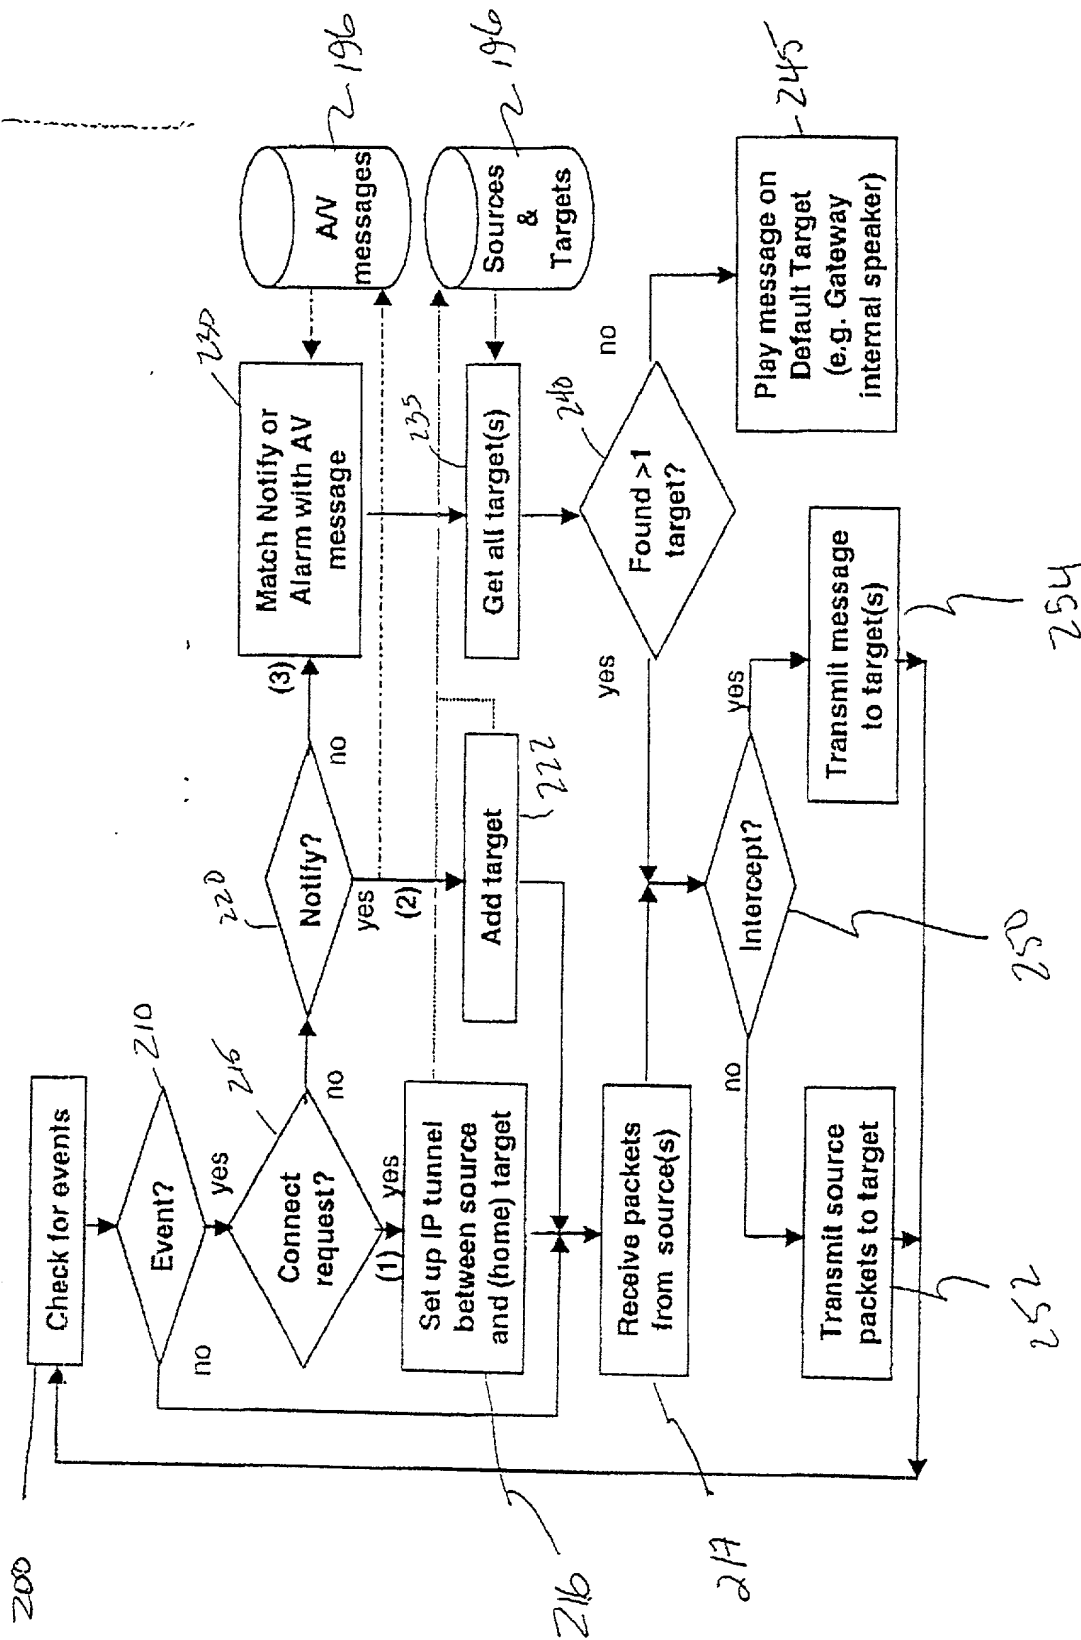 200
Check for events
210
Event?
yes
no
215
Connect
request?
no
yes
(1)
Set up IP tunnel
between source
and (home) target
216
Receive packets
from source(s)
217
220
Notify?
no
(3)
yes
(2)
Add target
222
230
Match Notify or
Alarm with AV
message
A/V
messages
196
235
Get all target(s)
Sources
&
Targets
196
240
Found >1
target?
yes
no
Play message on
Default Target
(e.g. Gateway
internal speaker)
245
Intercept?
250
no
yes
Transmit source
packets to target
252
Transmit message
to target(s)
254